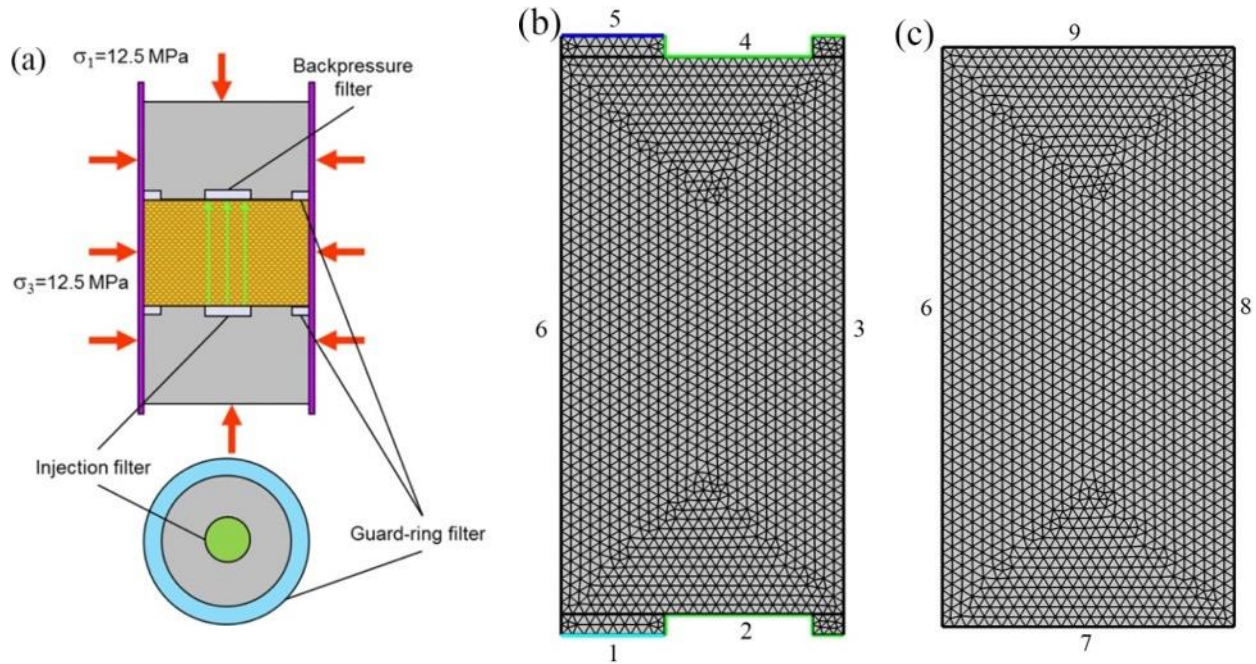 (a)
σ1=12.5 MPa
Backpressure
filter
σ3=12.5 MPa
Injection filter
Guard-ring filter
(b)
5
4
6
3
2
1
(c)
9
6
8
7